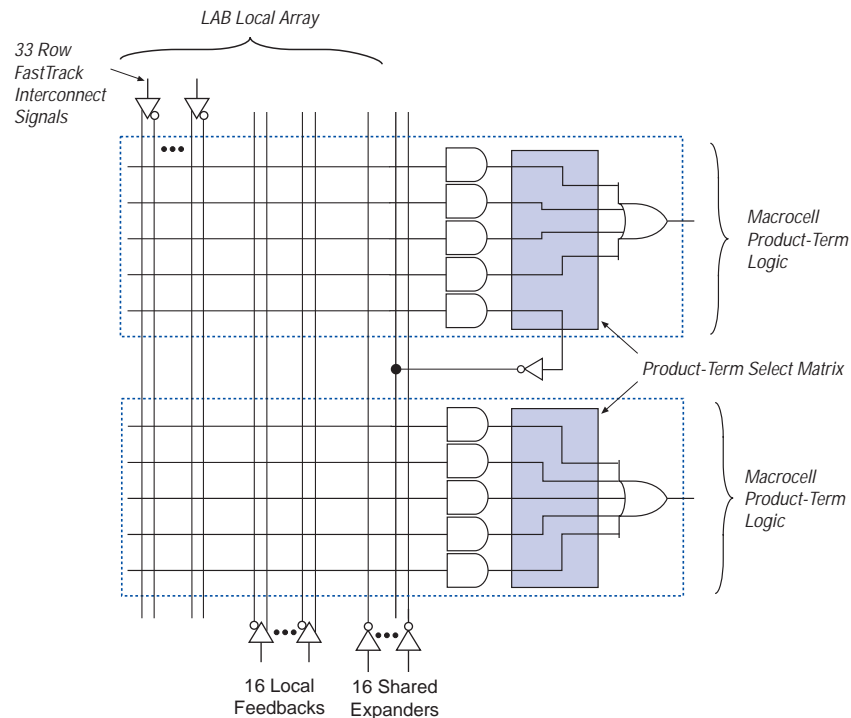 LAB Local Array
33 Row
FastTrack
Interconnect
Signals
Macrocell
Product-Term
Logic
Product-Term Select Matrix
Macrocell
Product-Term
Logic
16 Local
Feedbacks
16 Shared
Expanders